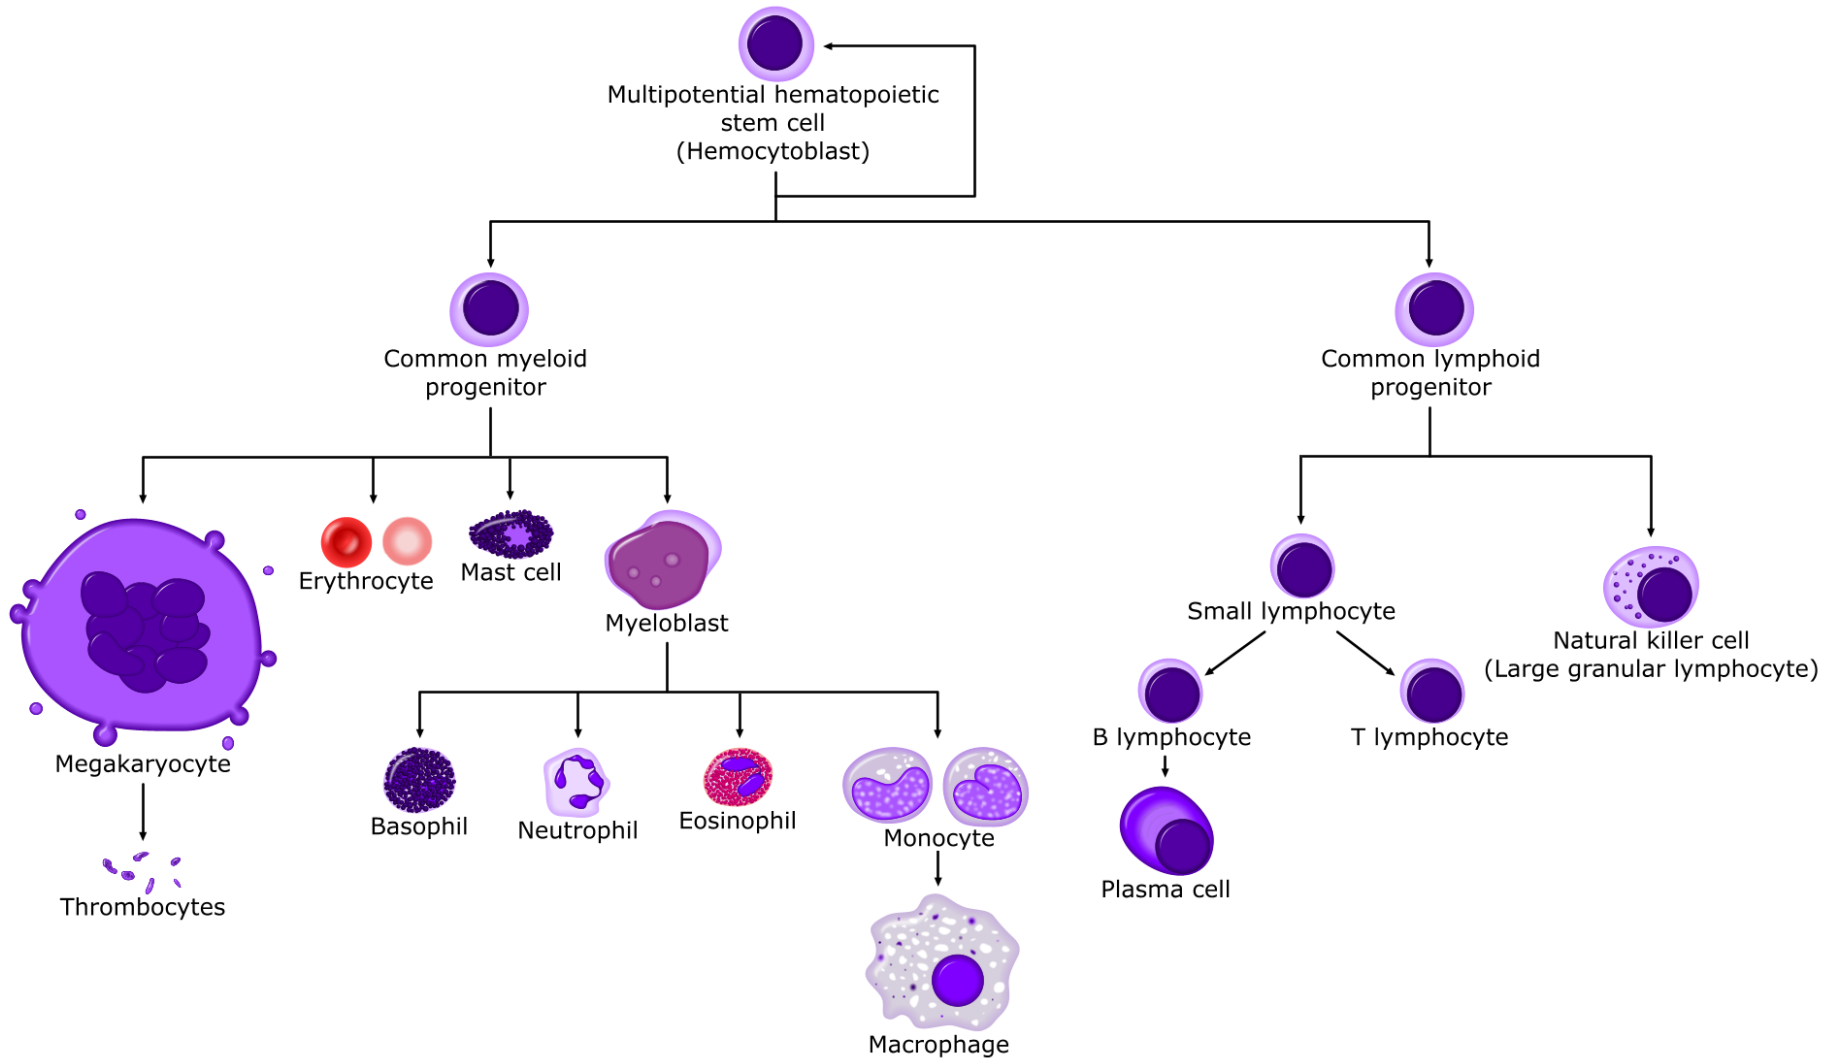 Multipotential hematopoietic
stem cell
(Hemocytoblast)
Common myeloid
progenitor
Common lymphoid
progenitor
Erythrocyte
Mast cell
Myeloblast
Small lymphocyte
Natural killer cell
(Large granular lymphocyte)
B lymphocyte
T lymphocyte
Megakaryocyte
Basophil
Neutrophil
Eosinophil
Monocyte
Plasma cell
Thrombocytes
Macrophage